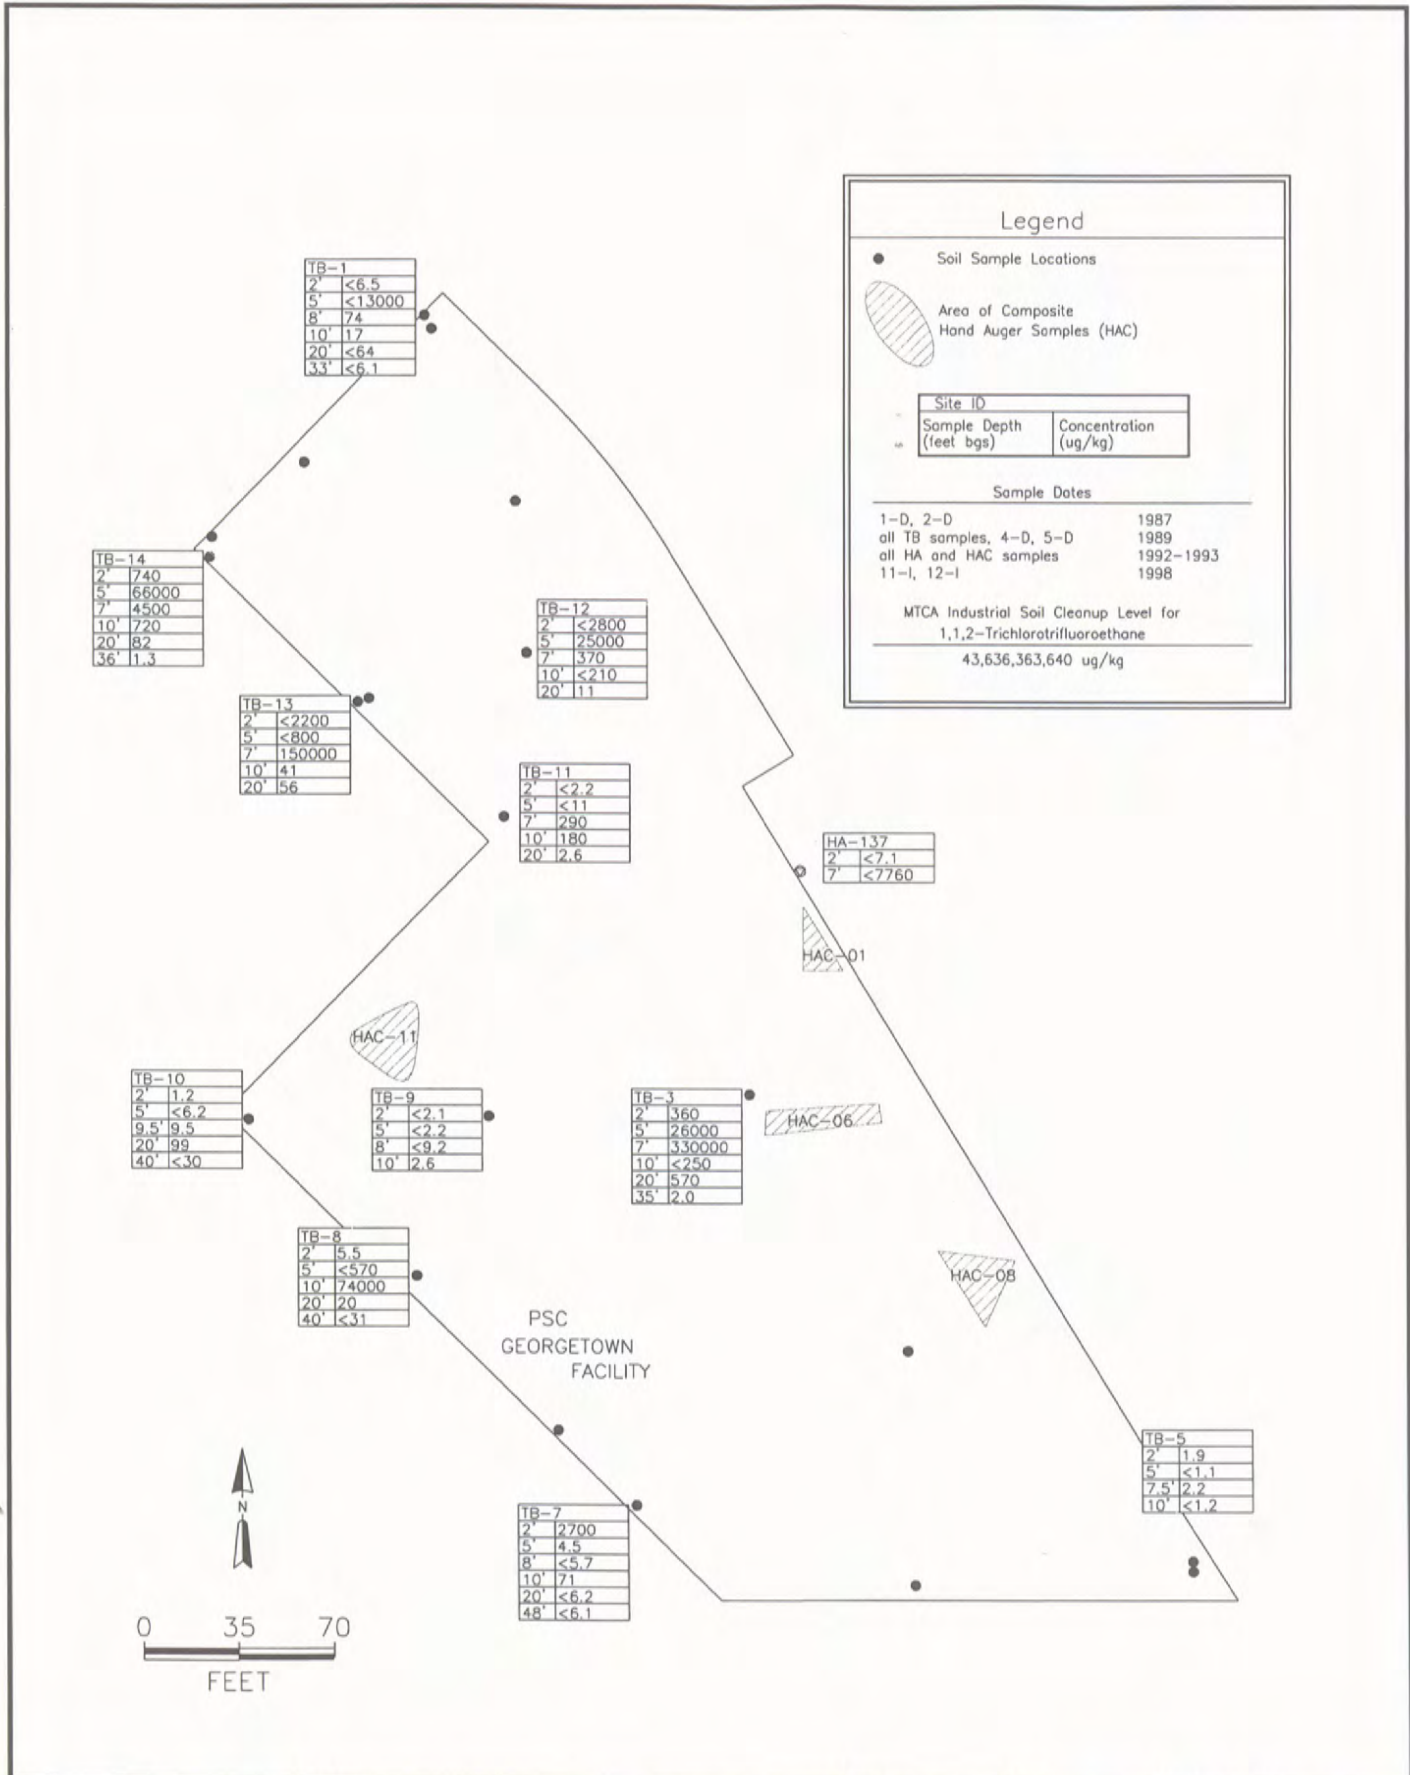 Legend
Soil Sample Locations
Area of Composite
Hand Auger Samples (HAC)
Site ID
Sample Depth (feet bgs) Concentration (ug/kg)
Sample Dates
1-D, 2-D 1987
all TB samples, 4-D, 5-D 1989
all HA and HAC samples 1992-1993
11-I, 12-I 1998
MTCA Industrial Soil Cleanup Level for
1,1,2-Trichlorotrifluoroethane
43,636,363,640 ug/kg
TB-1
2' <6.5
5' <13000
8' 74
10' 17
20' <64
33' <6.1
TB-14
2' 740
5' 66000
7' 4500
10' 720
20' 82
36' 1.3
TB-12
2' <2800
5' 25000
7' 370
10' <210
20' 11
TB-13
2' <2200
5' <800
7' 150000
10' 41
20' 56
TB-11
2' <2.2
5' <11
7' 290
10' 180
20' 2.6
HA-137
2' <7.1
7' <7760
HAC-01
HAC-11
TB-10
2' 1.2
5' <6.2
9.5' 9.5
20' 99
40' <30
TB-9
2' <2.1
5' <2.2
8' <9.2
10' 2.6
TB-3
2' 360
5' 26000
7' 330000
10' <250
20' 570
35' 2.0
HAC-06
TB-8
2' 5.5
5' <570
10' 74000
20' 20
40' <31
HAC-08
PSC
GEORGETOWN
FACILITY
TB-5
2' 1.9
5' <1.1
7.5' 2.2
10' <1.2
TB-7
2' 2700
5' 4.5
8' <5.7
10' 71
20' <6.2
48' <6.1
N
0 35 70
FEET